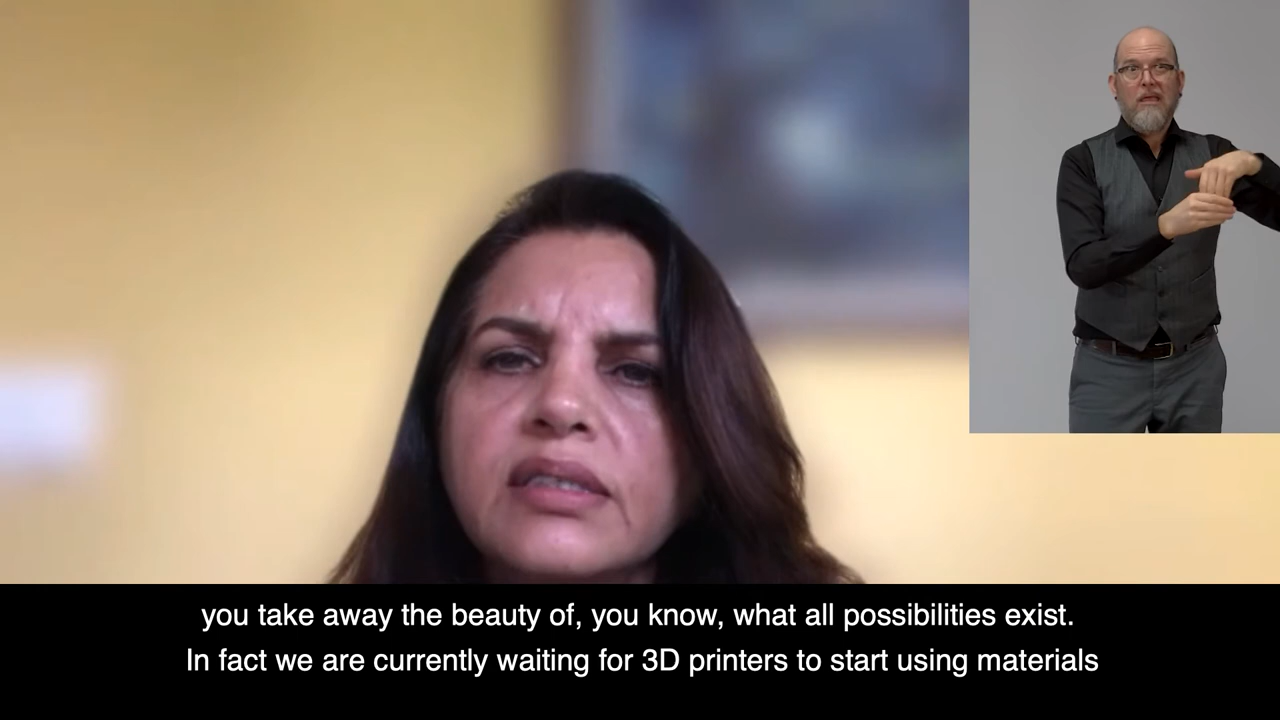 you take away the beauty of, you know, what all possibilities exist.
In fact we are currently waiting for 3D printers to start using materials